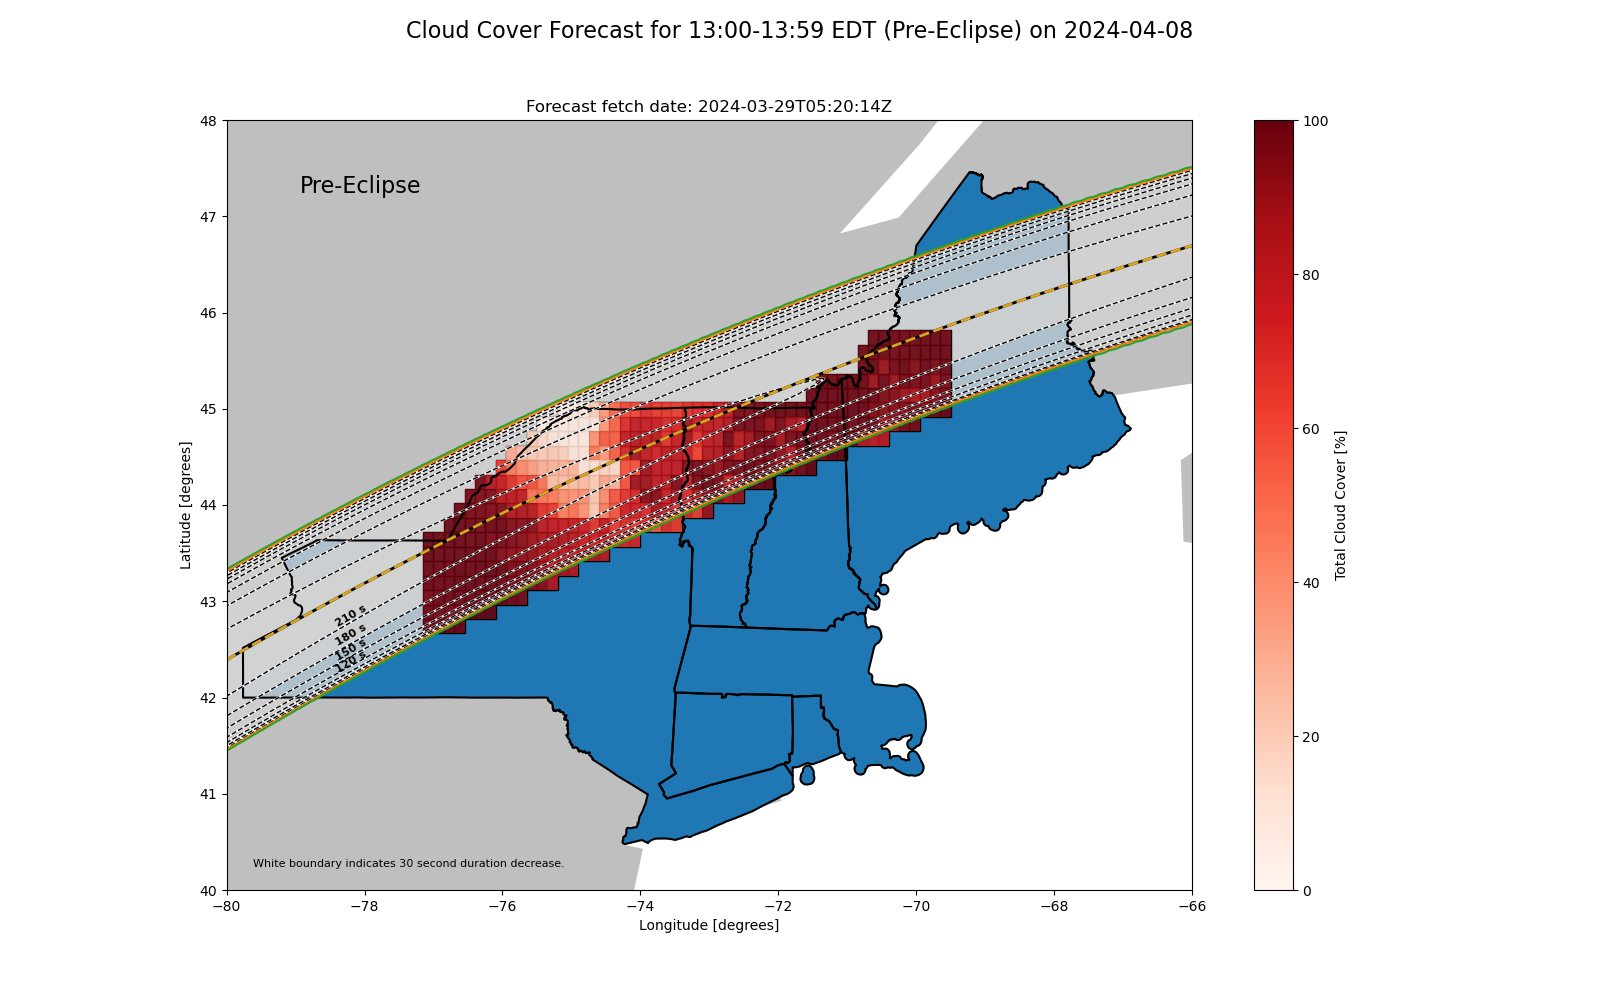 Cloud Cover Forecast for 13:00-13:59 EDT (Pre-Eclipse) on 2024-04-08
Forecast fetch date: 2024-03-29T05:20:14Z
Pre-Eclipse
210 s
180 s
150 s
120 s
White boundary indicates 30 second duration decrease.
48
47
46
45
44
43
42
41
40
Latitude [degrees]
−80
−78
−76
−74
−72
−70
−68
−66
Longitude [degrees]
100
80
60
40
20
0
Total Cloud Cover [%]